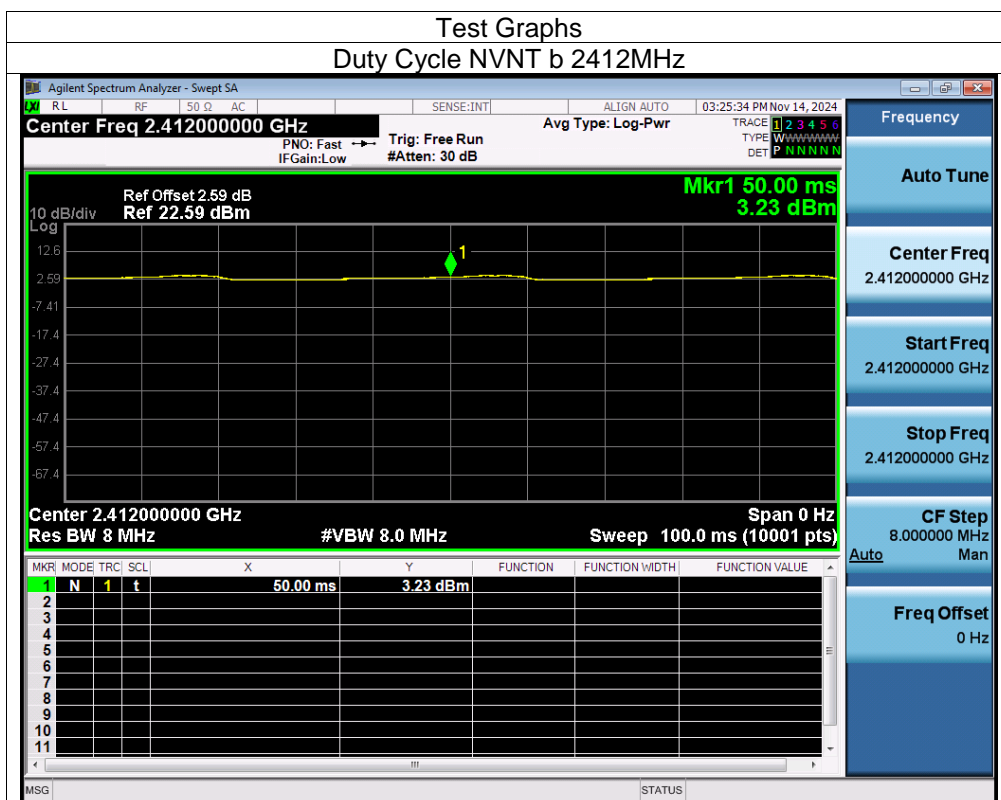 Test Graphs
Duty Cycle NVNT b 2412MHz
Agilent Spectrum Analyzer - Swept SA
LXI RL RF 50 Ω AC SENSE:INT ALIGN AUTO 03:25:34 PM Nov 14, 2024
Center Freq 2.412000000 GHz
PNO: Fast
IFGain:Low
Trig: Free Run
#Atten: 30 dB
Avg Type: Log-Pwr
TRACE 1 2 3 4 5 6
TYPE WWWWWW
DET P N N N N N
Ref Offset 2.59 dB
10 dB/div Ref 22.59 dBm
Log
Mkr1 50.00 ms
3.23 dBm
1
12.6
2.59
-7.41
-17.4
-27.4
-37.4
-47.4
-57.4
-67.4
Center 2.412000000 GHz Span 0 Hz
Res BW 8 MHz #VBW 8.0 MHz Sweep 100.0 ms (10001 pts)
MKR MODE TRC SCL X Y FUNCTION FUNCTION WIDTH FUNCTION VALUE
1 N 1 t 50.00 ms 3.23 dBm
2
3
4
5
6
7
8
9
10
11
MSG STATUS
Frequency
Auto Tune
Center Freq
2.412000000 GHz
Start Freq
2.412000000 GHz
Stop Freq
2.412000000 GHz
CF Step
8.000000 MHz
Auto Man
Freq Offset
0 Hz